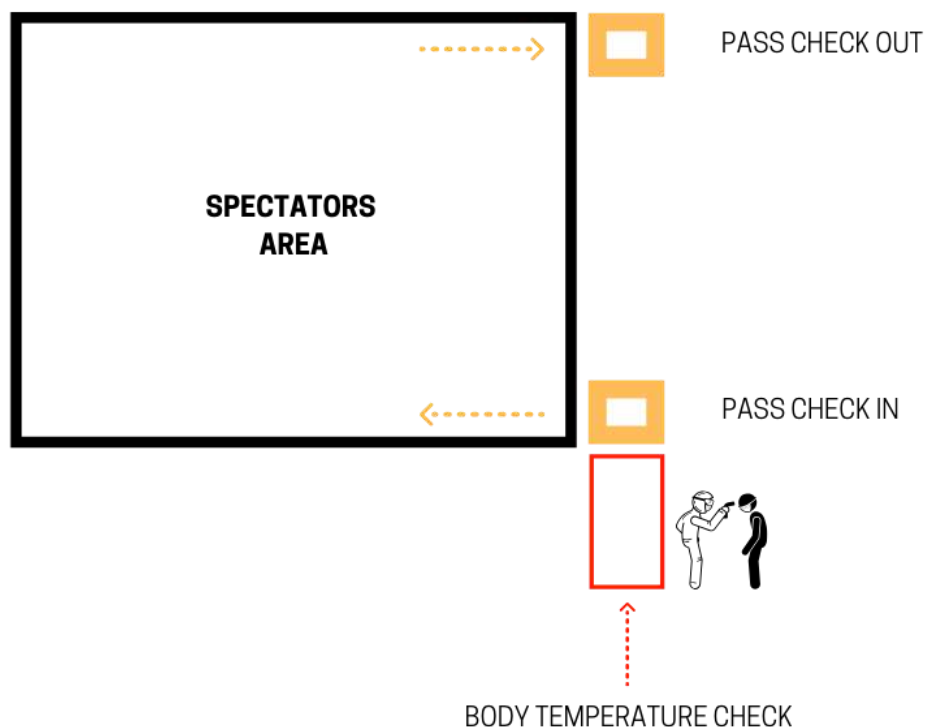 PASS CHECK OUT
SPECTATORS
AREA
PASS CHECK IN
BODY TEMPERATURE CHECK